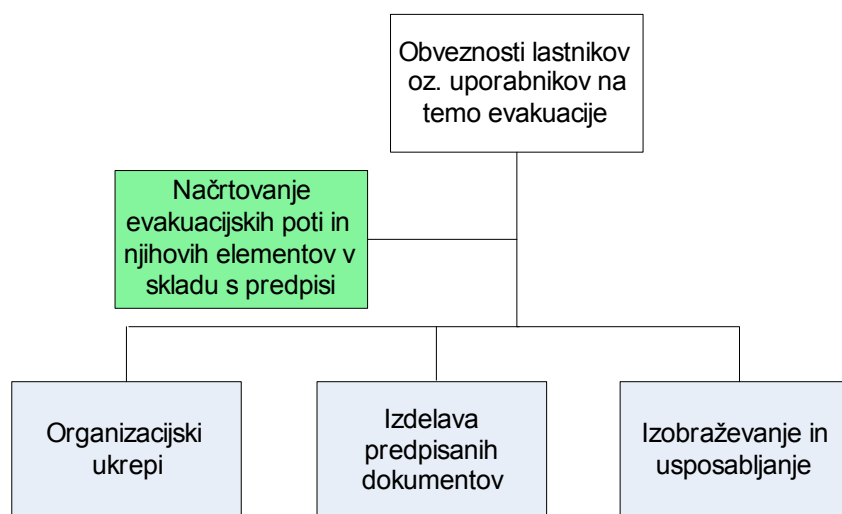 Obveznosti lastnikov
oz. uporabnikov na
temo evakuacije
Načrtovanje
evakuacijskih poti in
njihovih elementov v
skladu s predpisi
Organizacijski
ukrepi
Izdelava
predpisanih
dokumentov
Izobraževanje in
usposabljanje